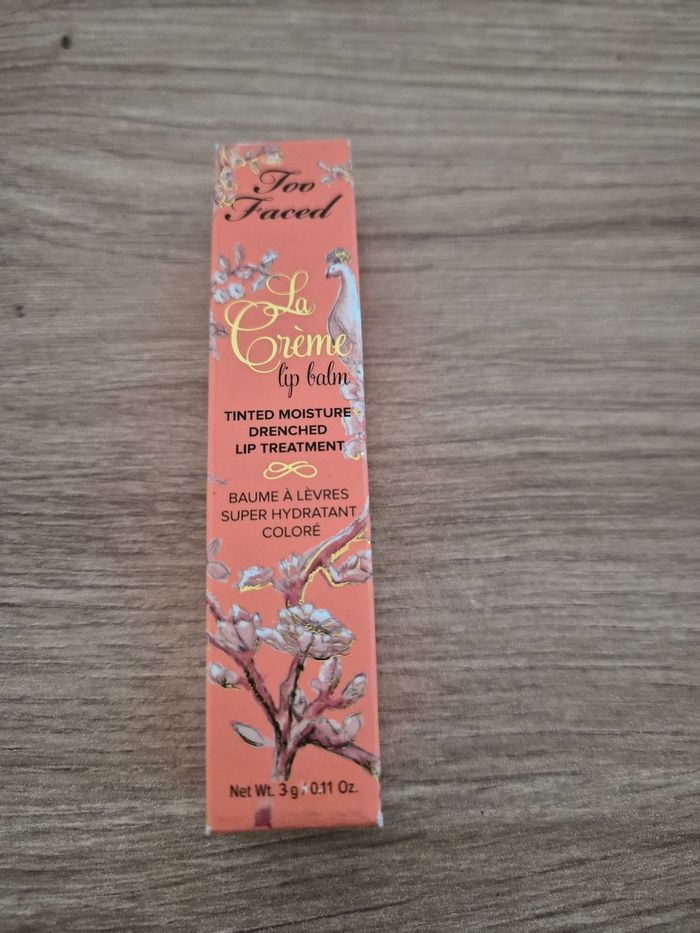 Too
Faced
La
Crème
lip balm
TINTED MOISTURE
DRENCHED
LIP TREATMENT
BAUME À LÈVRES
SUPER HYDRATANT
COLORÉ
Net Wt. 3 g / 0.11 Oz.